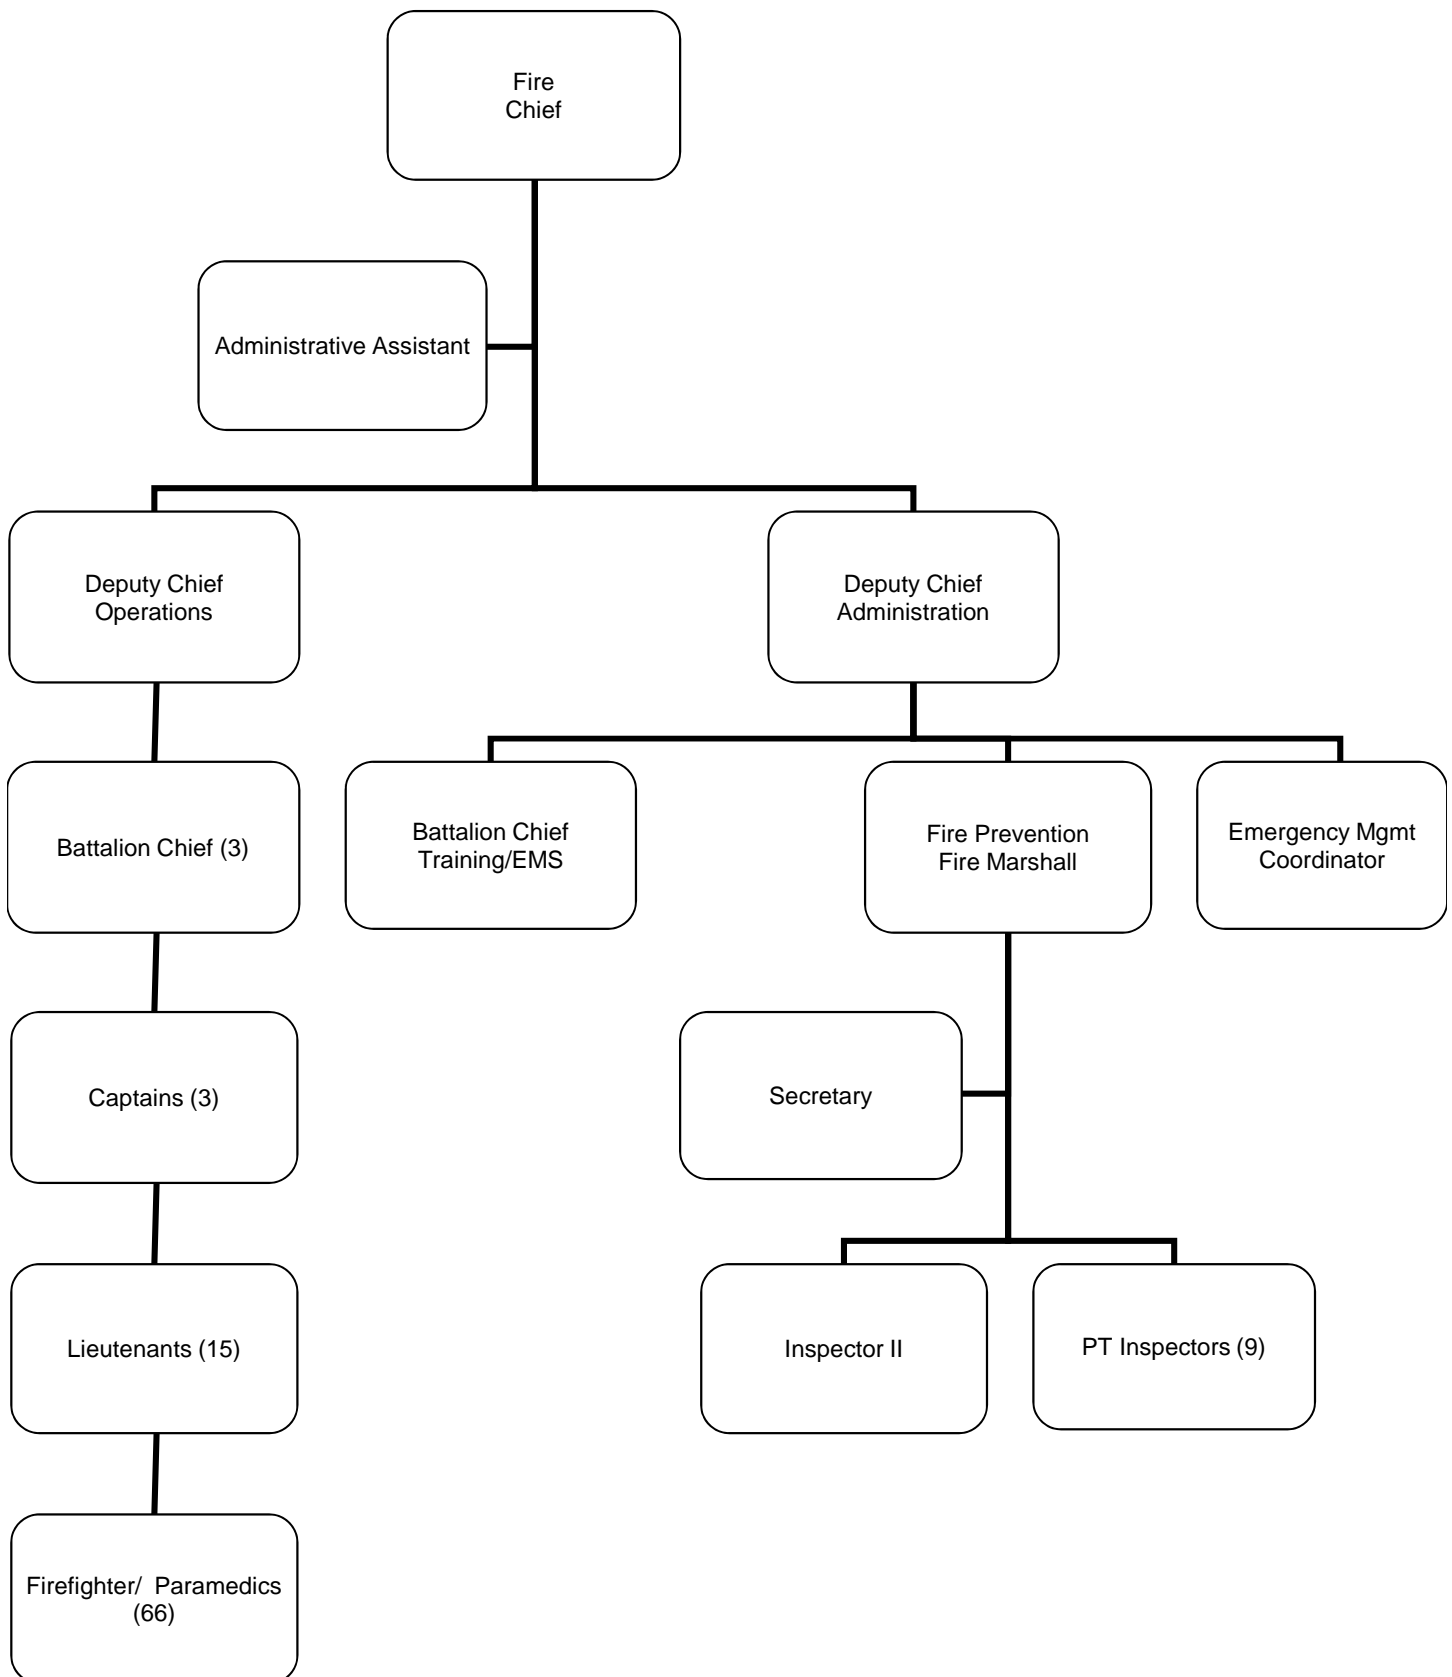 Fire
Chief
Administrative Assistant
Deputy Chief
Operations
Deputy Chief
Administration
Battalion Chief (3)
Battalion Chief
Training/EMS
Fire Prevention
Fire Marshall
Emergency Mgmt
Coordinator
Captains (3)
Secretary
Lieutenants (15)
Inspector II
PT Inspectors (9)
Firefighter/  Paramedics
(66)